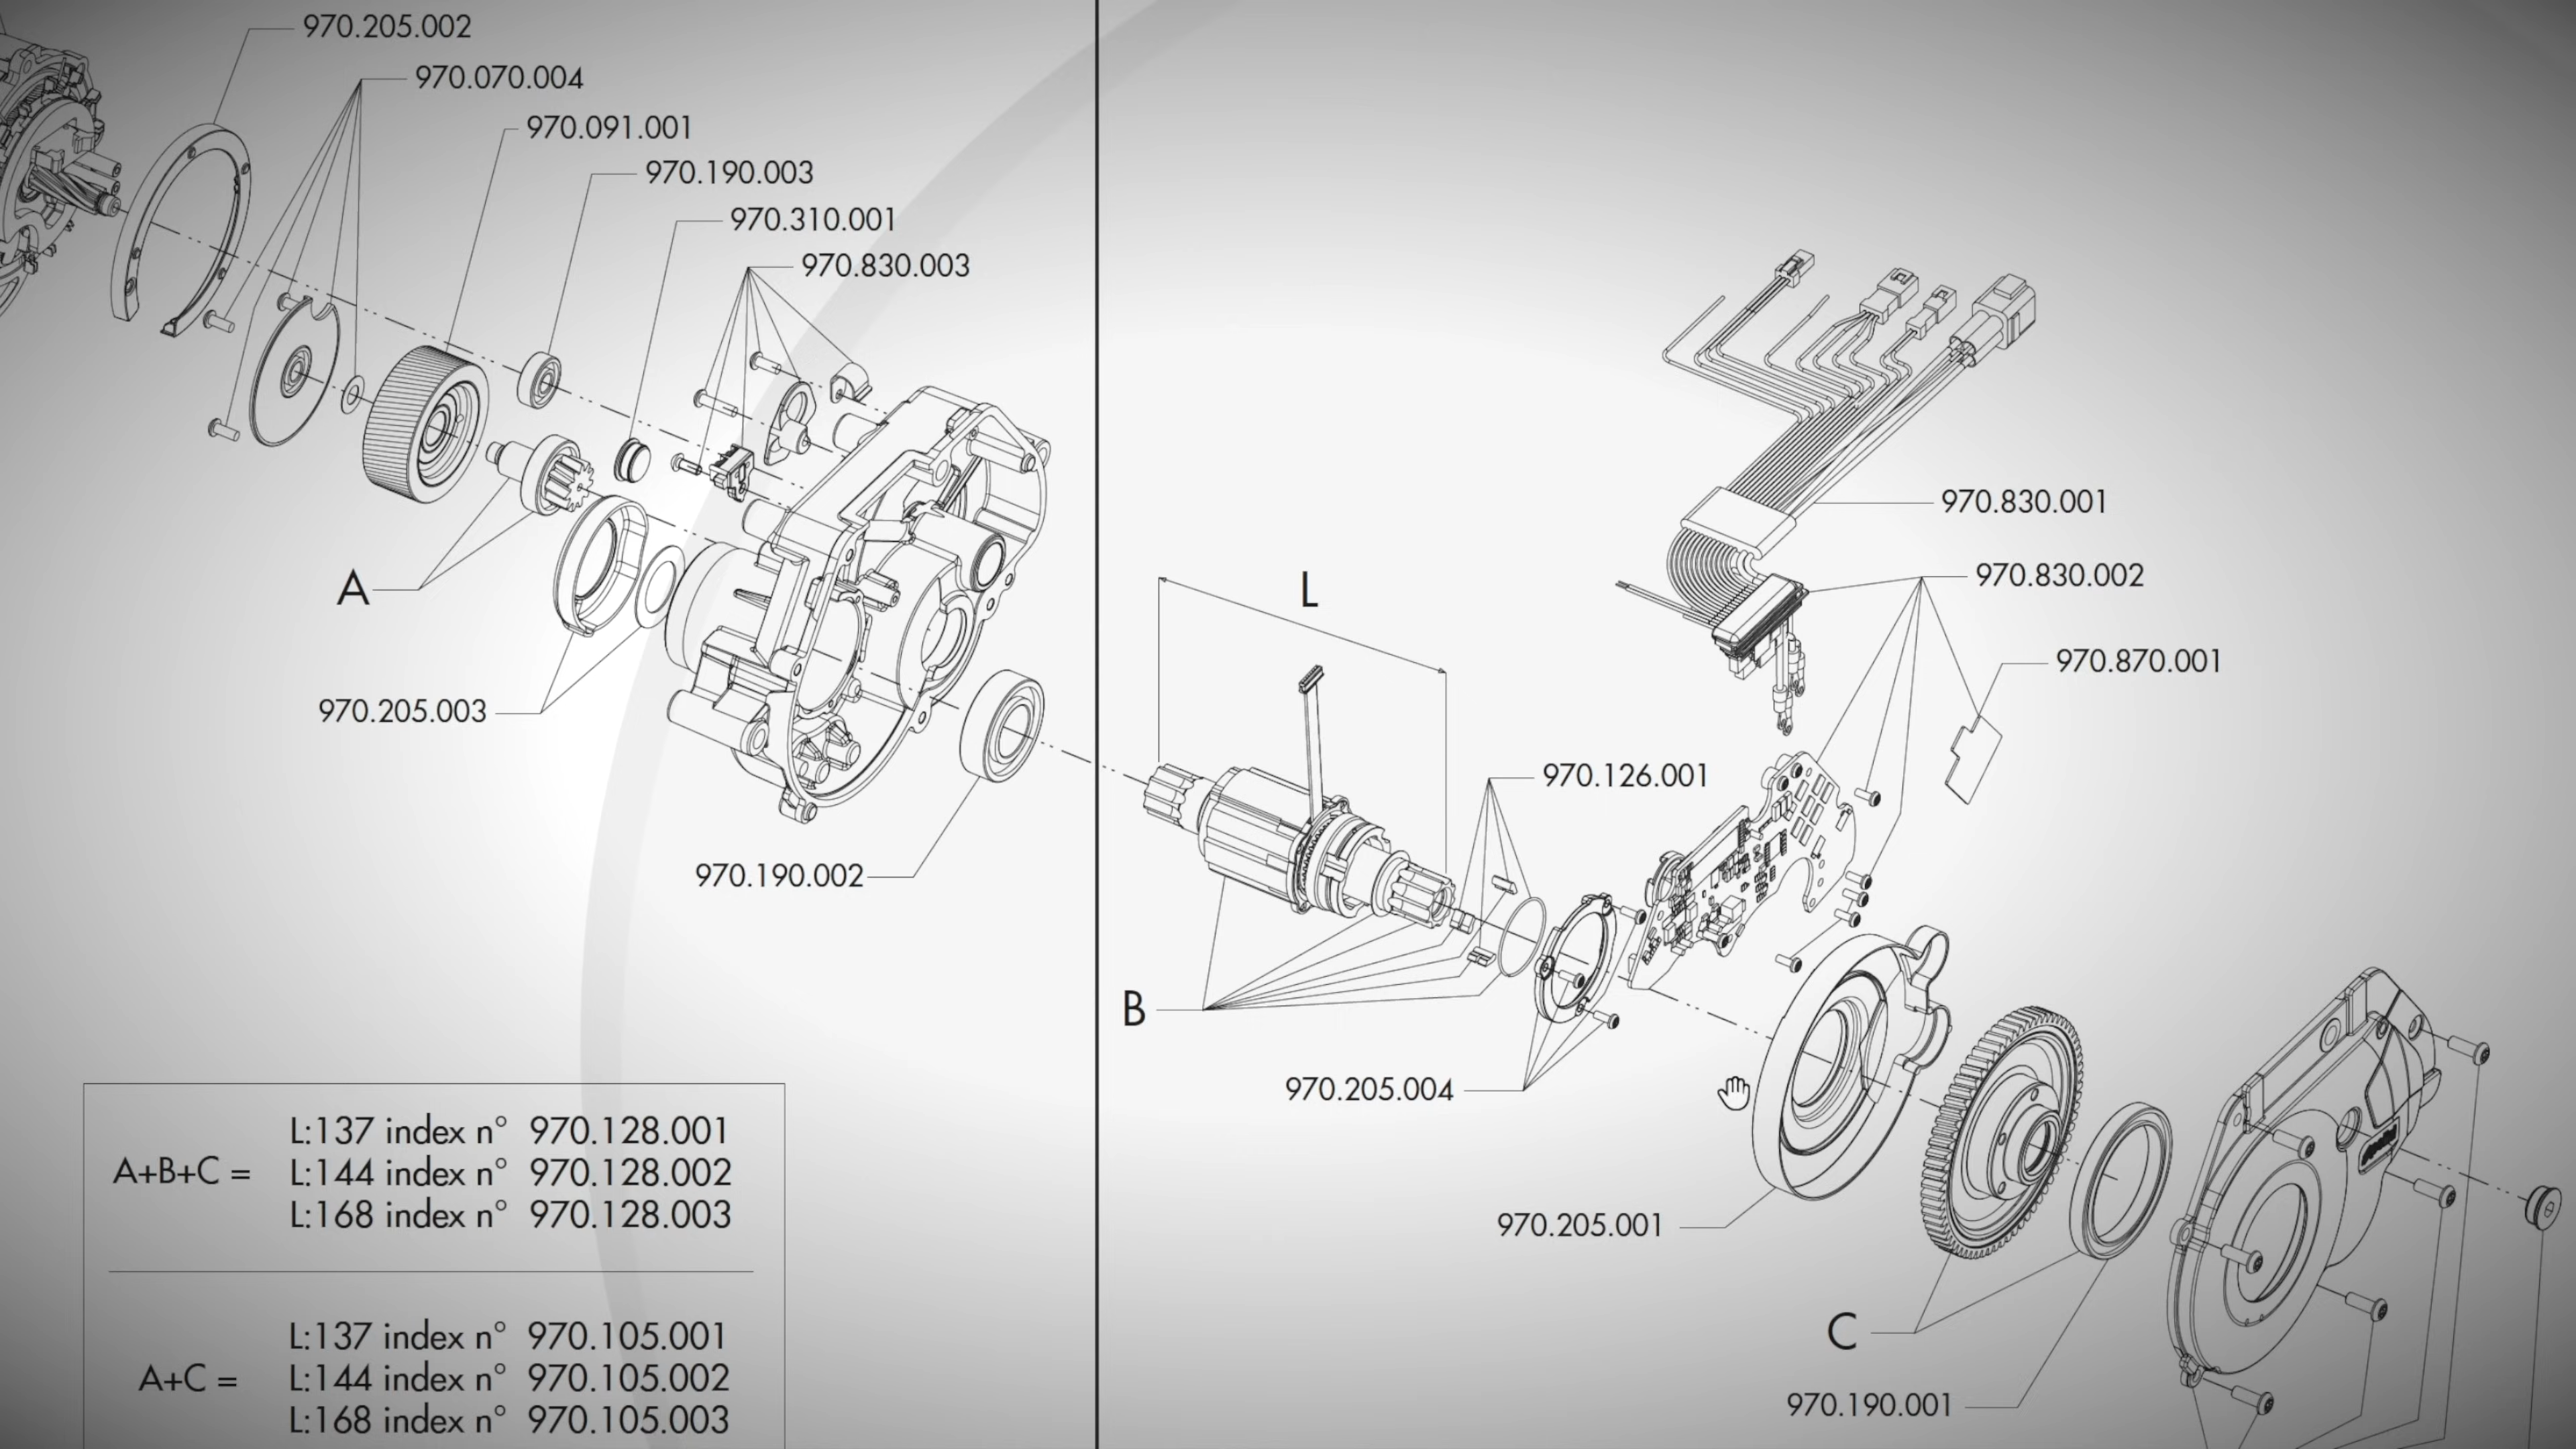 970.205.002
970.070.004
970.091.001
970.190.003
970.310.001
970.830.003
A
970.205.003
970.190.002
A+B+C =
L:137 index n° 970.128.001
L:144 index n° 970.128.002
L:168 index n° 970.128.003
A+C =
L:137 index n° 970.105.001
L:144 index n° 970.105.002
L:168 index n° 970.105.003
L
970.830.001
970.830.002
970.870.001
970.126.001
B
970.205.004
970.205.001
C
970.190.001